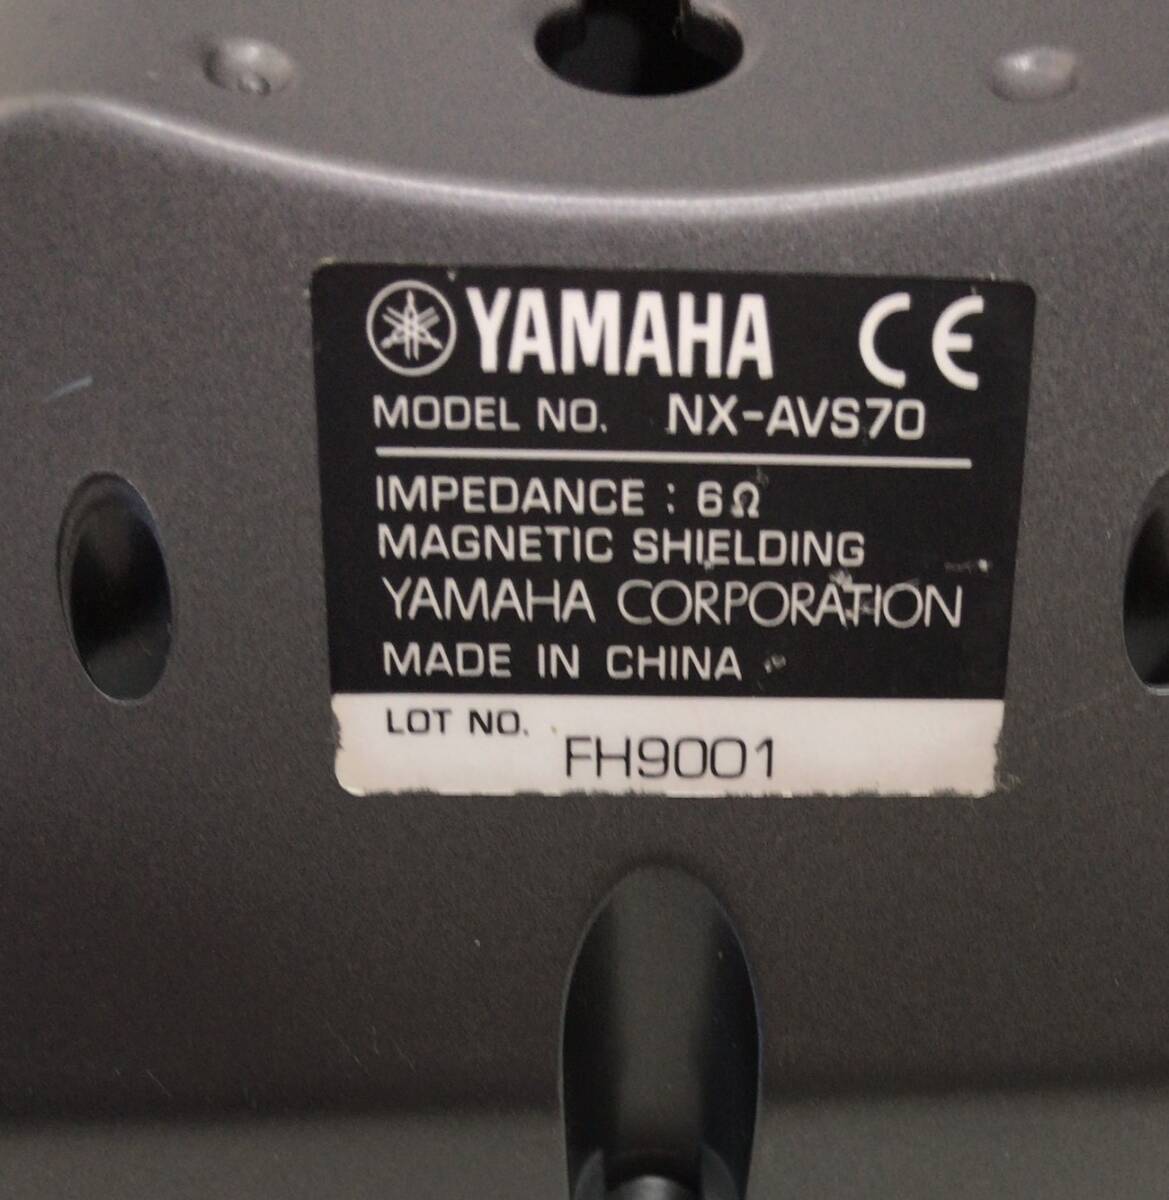 YAMAHA CE
MODEL NO. NX-AVS70
IMPEDANCE : 6Ω
MAGNETIC SHIELDING
YAMAHA CORPORATION
MADE IN CHINA
LOT NO.
FH9001